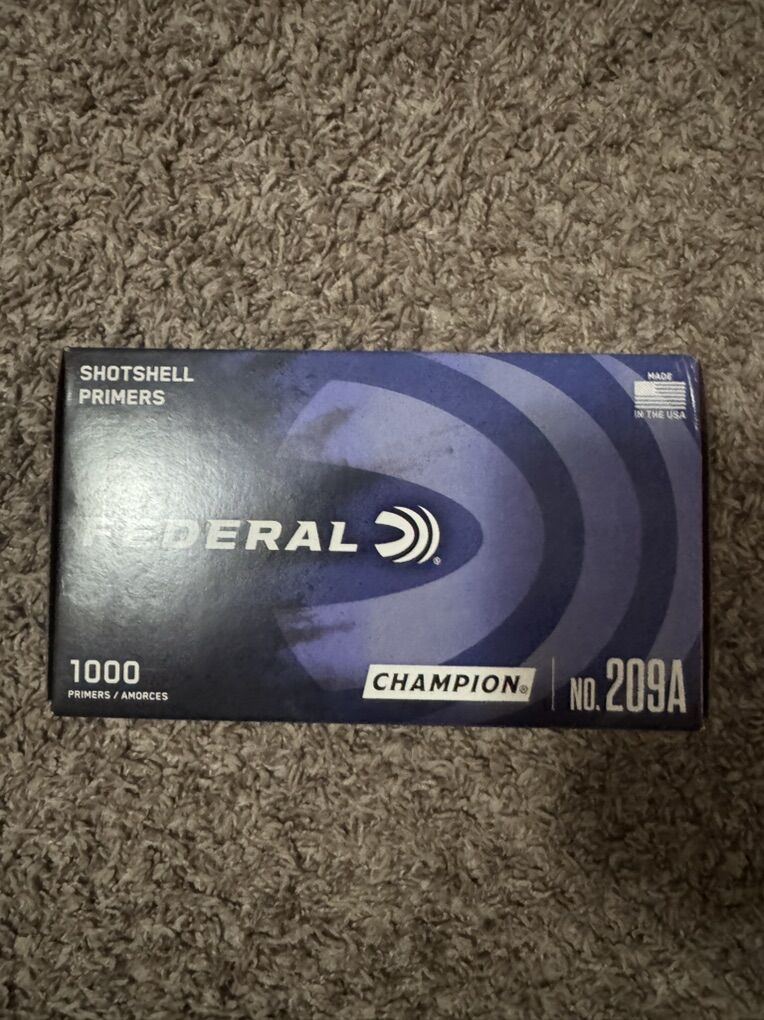 SHOTSHELL
PRIMERS
MADE
IN THE USA
FEDERAL ®
1000
PRIMERS / AMORCES
CHAMPION®
NO. 209A